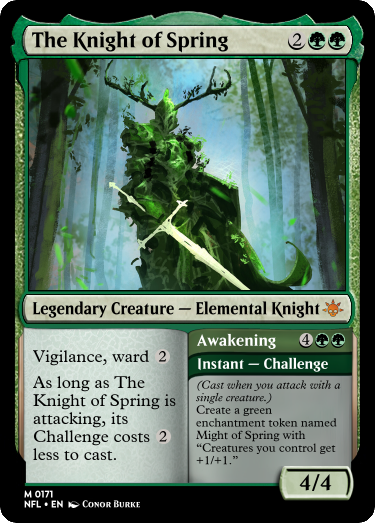 The Knight of Spring 2
Legendary Creature — Elemental Knight
Vigilance, ward 2
As long as The
Knight of Spring is
attacking, its
Challenge costs 2
less to cast.
Awakening 4
Instant — Challenge
(Cast when you attack with a
single creature.)
Create a green
enchantment token named
Might of Spring with
“Creatures you control get
+1/+1.”
4/4
M 0171
NFL • EN Conor Burke